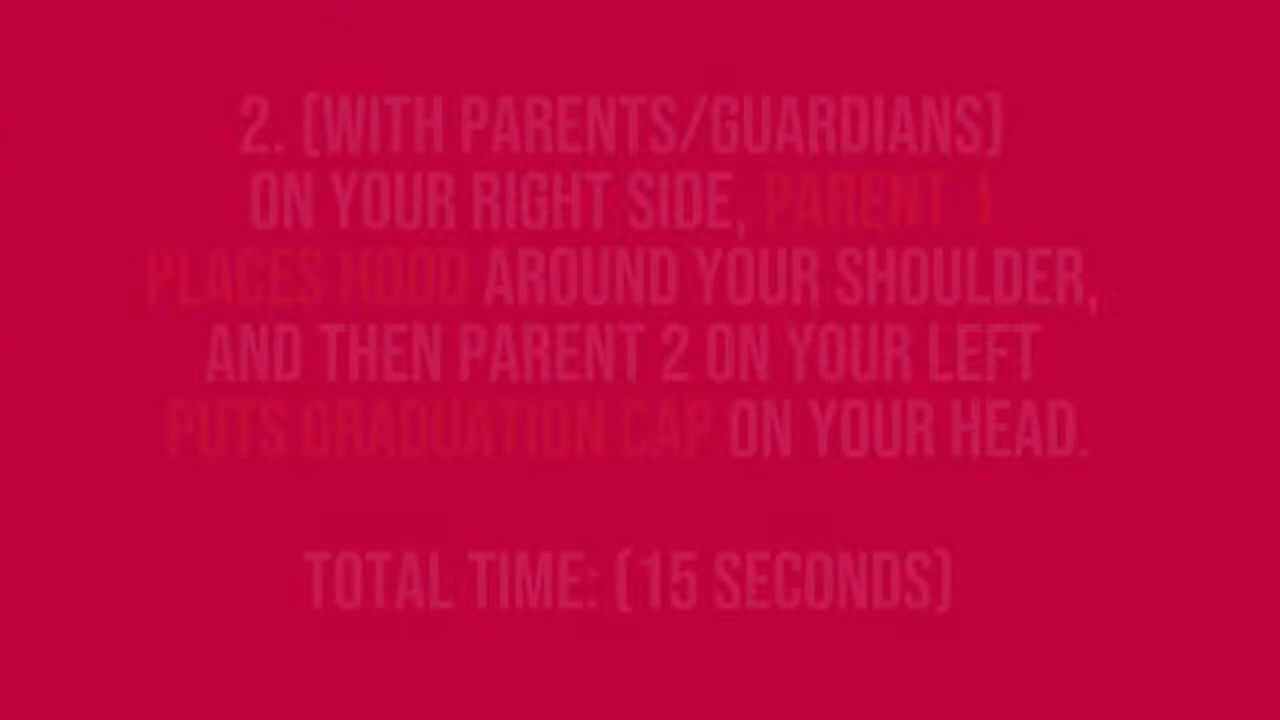 2. (WITH PARENTS/GUARDIANS)
ON YOUR RIGHT SIDE, PARENT. 1
PLACES HOOD AROUND YOUR SHOULDER,
AND THEN PARENT 2 ON YOUR LEFT
PUTS GRADUATION CAP ON YOUR HEAD.
TOTAL TIME: (15 SECONDS)